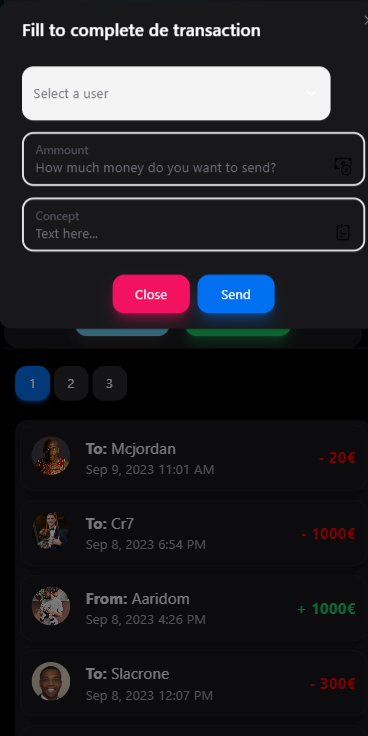 Fill to complete de transaction
Select a user
Ammount
How much money do you want to send?
Concept
Text here...
Close
Send
1
2
3
To: Mcjordan
Sep 9, 2023 11:01 AM
- 20€
To: Cr7
Sep 8, 2023 6:54 PM
- 1000€
From: Aaridom
Sep 8, 2023 4:26 PM
+ 1000€
To: Slacrone
Sep 8, 2023 12:07 PM
- 300€